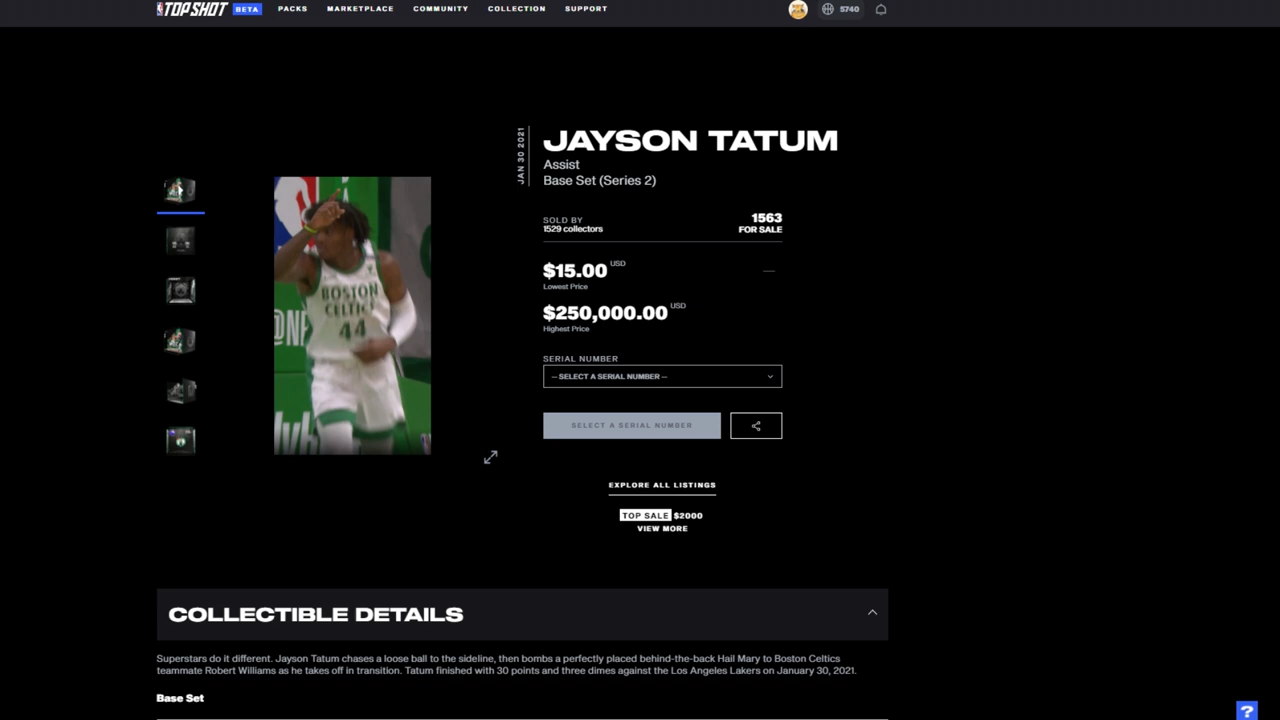 TOP SHOT BETA PACKS MARKETPLACE COMMUNITY COLLECTION SUPPORT 5740
JAN 30 2021
JAYSON TATUM
Assist
Base Set (Series 2)
SOLD BY
1529 collectors
1563
FOR SALE
$15.00 USD
Lowest Price
$250,000.00 USD
Highest Price
SERIAL NUMBER
-- SELECT A SERIAL NUMBER --
SELECT A SERIAL NUMBER
BOSTON
CELTICS
44
@NB
EXPLORE ALL LISTINGS
TOP SALE $2000
VIEW MORE
COLLECTIBLE DETAILS
Superstars do it different. Jayson Tatum chases a loose ball to the sideline, then bombs a perfectly placed behind-the-back Hail Mary to Boston Celtics
teammate Robert Williams as he takes off in transition. Tatum finished with 30 points and three dimes against the Los Angeles Lakers on January 30, 2021.
Base Set
?